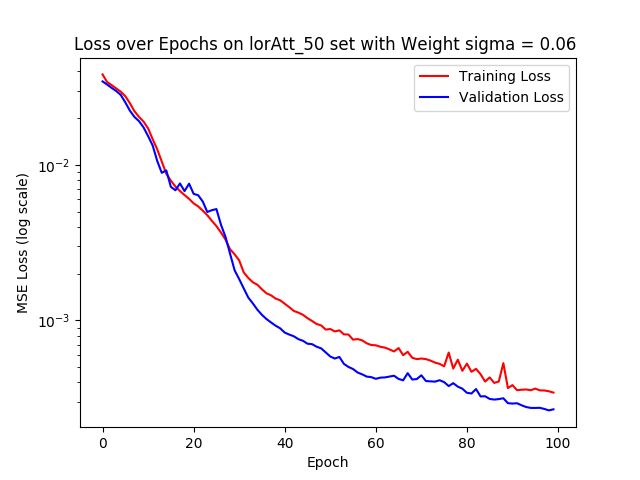 Loss over Epochs on lorAtt_50 set with Weight sigma = 0.06
Training Loss
Validation Loss
MSE Loss (log scale)
10⁻²
10⁻³
0 20 40 60 80 100
Epoch